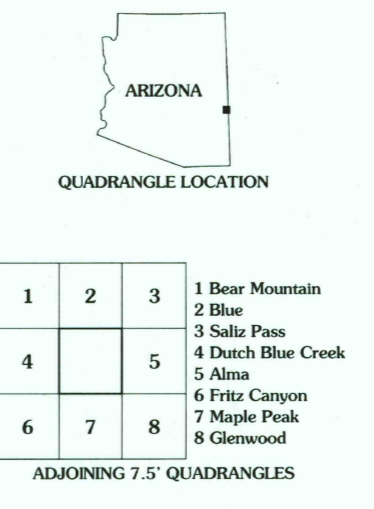 ARIZONA
QUADRANGLE LOCATION
1 2 3
4 5
6 7 8
1 Bear Mountain
2 Blue
3 Saliz Pass
4 Dutch Blue Creek
5 Alma
6 Fritz Canyon
7 Maple Peak
8 Glenwood
ADJOINING 7.5' QUADRANGLES